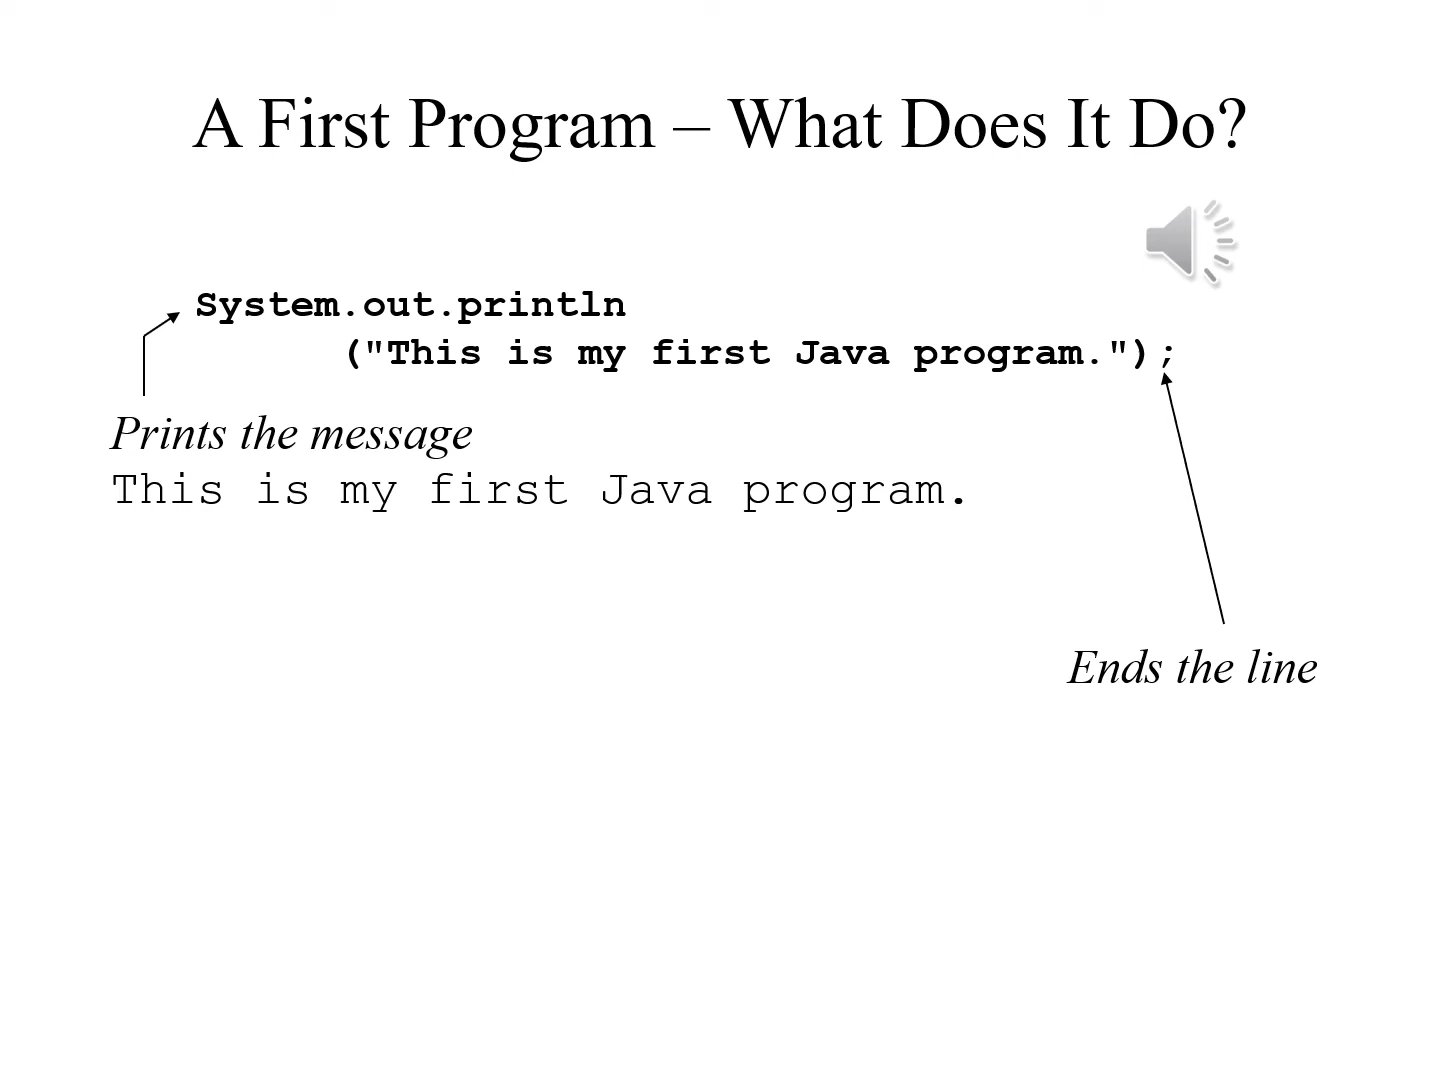 A First Program – What Does It Do?
System.out.println
("This is my first Java program.");
Prints the message
This is my first Java program.
Ends the line